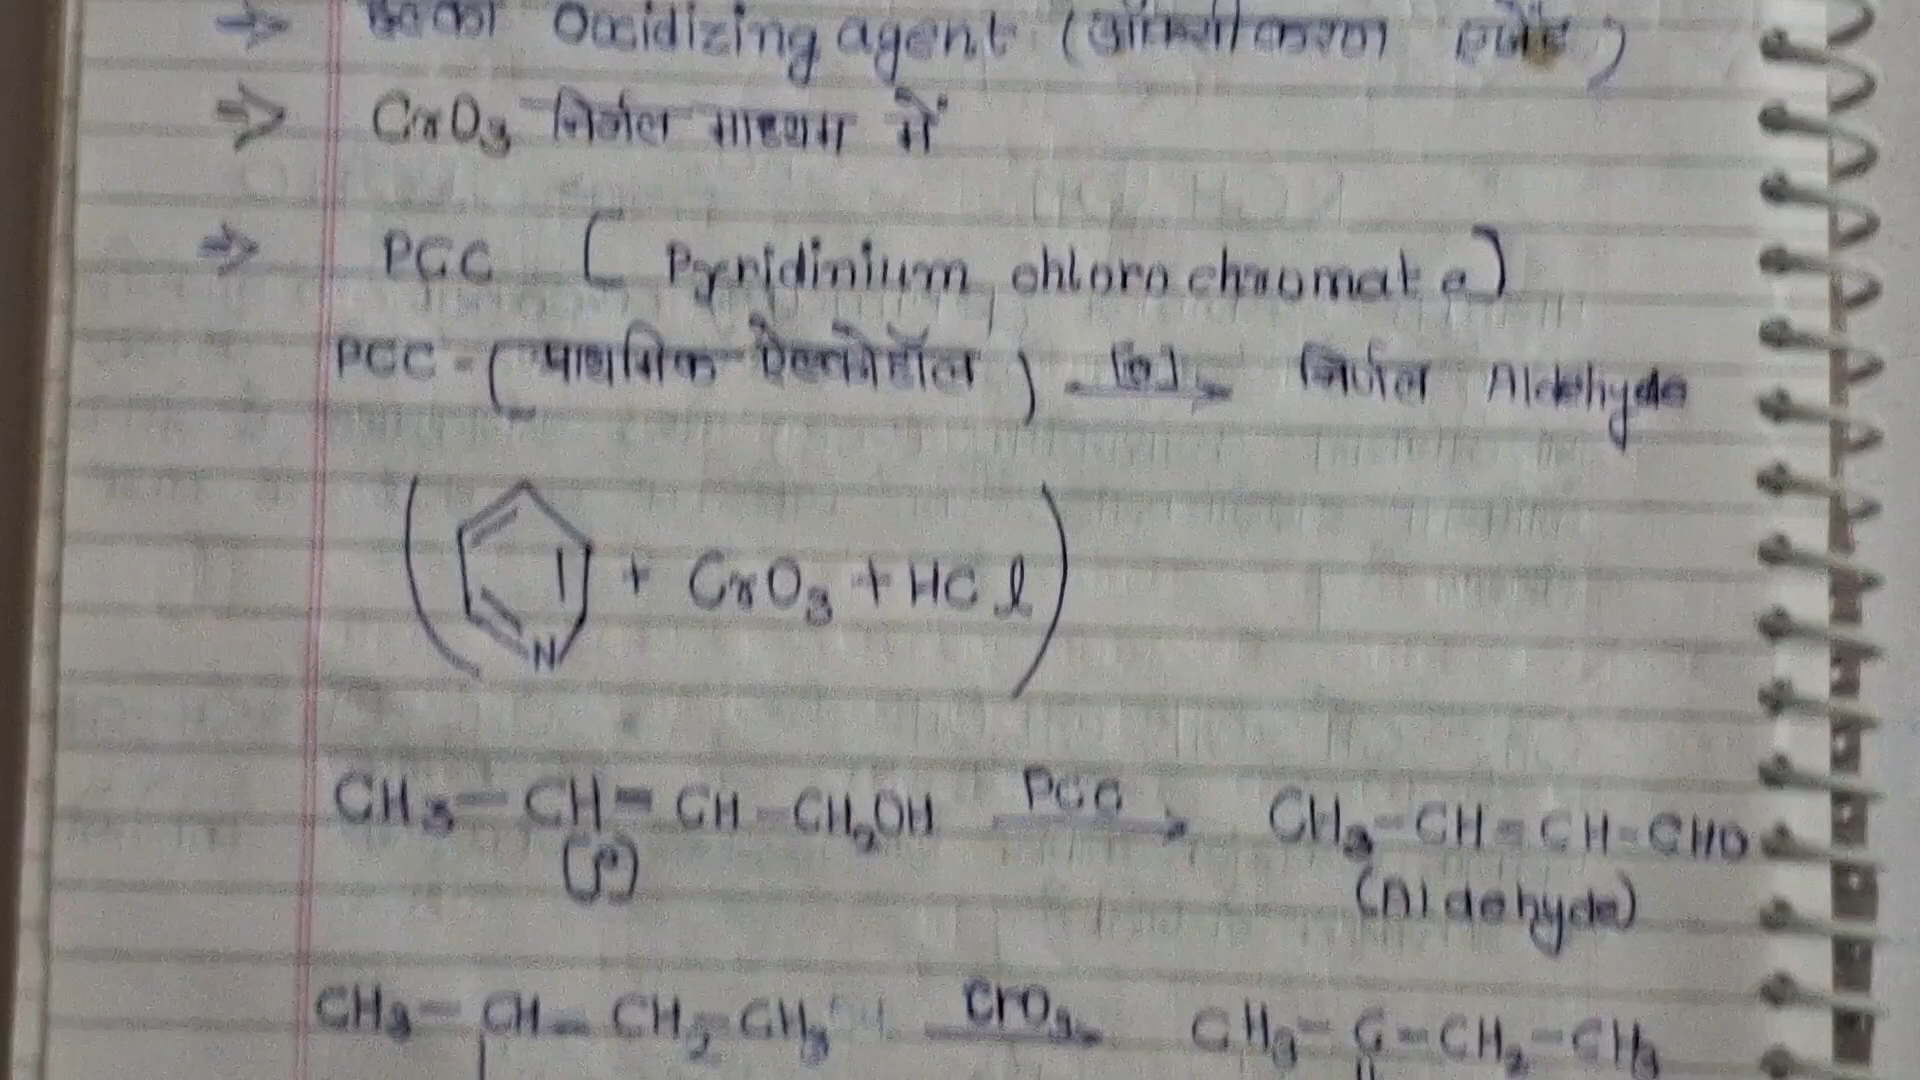 ⇒ हल्का Oxidizing agent (ऑक्सीकारक एजेंट)
⇒ CrO3 निर्जल माध्यम में
⇒ PCC [Pyridinium chlorochromate]
PCC - (प्राथमिक ऐल्कोहॉल) [O] → निर्जल Aldehyde
( N + CrO3 + HCl )
CH3 – CH = CH – CH2OH PCC → CH3 – CH = CH – CHO
(Aldehyde)
CH3 – CH – CH2 – CH3 CrO3 → CH3 – C – CH2 – CH3